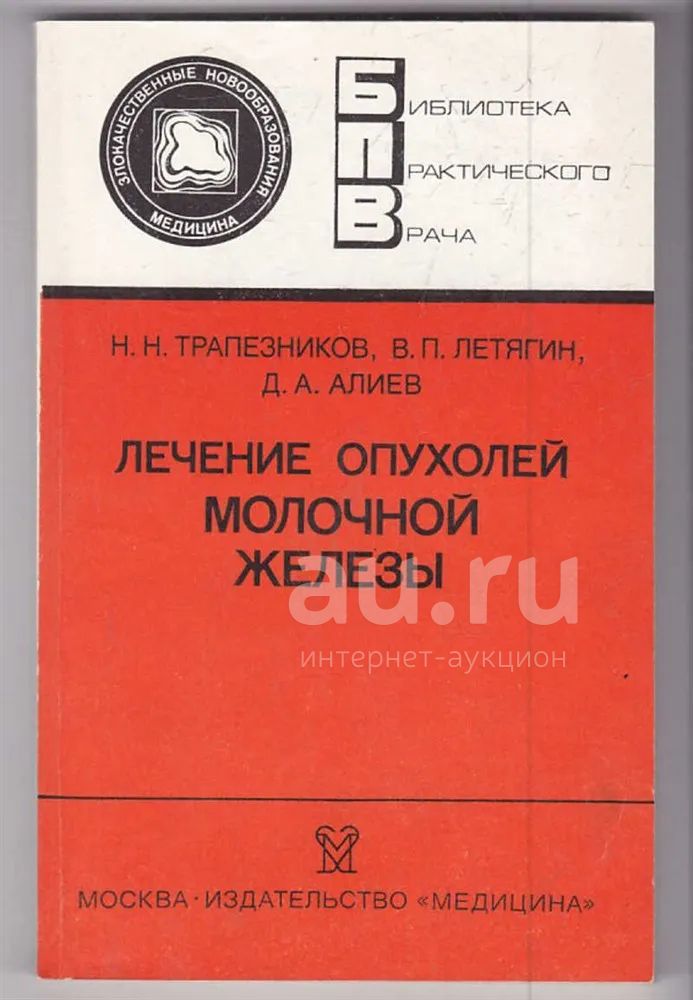 ЗЛОКАЧЕСТВЕННЫЕ НОВООБРАЗОВАНИЯ
МЕДИЦИНА
БИБЛИОТЕКА
ПРАКТИЧЕСКОГО
ВРАЧА
Н. Н. ТРАПЕЗНИКОВ, В. П. ЛЕТЯГИН,
Д. А. АЛИЕВ
ЛЕЧЕНИЕ ОПУХОЛЕЙ
МОЛОЧНОЙ
ЖЕЛЕЗЫ
au.ru
интернет-аукцион
М
МОСКВА · ИЗДАТЕЛЬСТВО «МЕДИЦИНА»